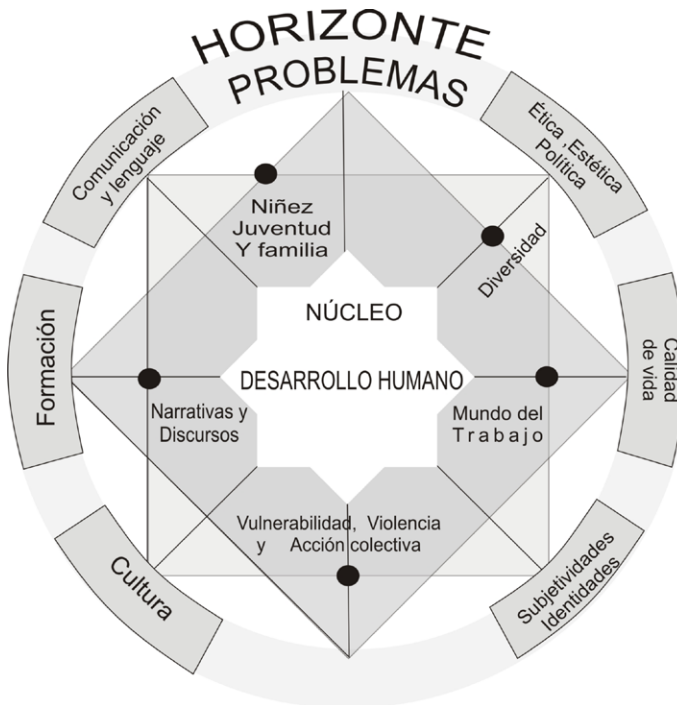 HORIZONTE
PROBLEMAS
Comunicación
y lenguaje
Ética ,Estética
Política
Niñez
Juventud
Y familia
Diversidad
NÚCLEO
DESARROLLO HUMANO
Formación
Calidad
de vida
Narrativas y
Discursos
Mundo del
Trabajo
Vulnerabilidad, Violencia
y Acción colectiva
Cultura
Subjetividades
Identidades